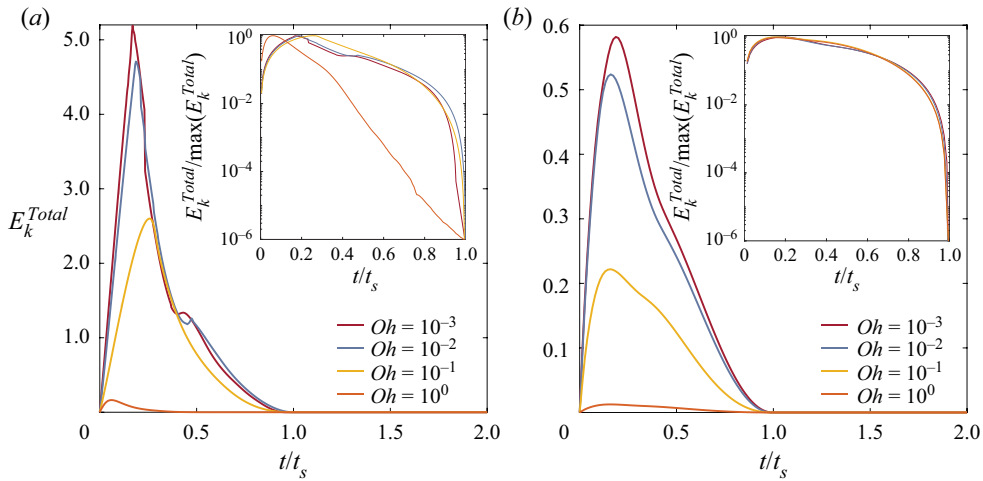 (a)
5.0
4.0
3.0
E_k^{Total}
2.0
1.0
0
0.5
1.0
1.5
2.0
t/t_s
10^0
10^{–2}
10^{–4}
10^{–6}
E_k^{Total}/max(E_k^{Total})
0
0.2
0.4
0.6
0.8
1.0
t/t_s
Oh = 10^{–3}
Oh = 10^{–2}
Oh = 10^{–1}
Oh = 10^0
(b)
0.6
0.5
0.4
0.3
0.2
0.1
0
0.5
1.0
1.5
2.0
t/t_s
10^0
10^{–2}
10^{–4}
10^{–6}
E_k^{Total}/max(E_k^{Total})
0
0.2
0.4
0.6
0.8
1.0
t/t_s
Oh = 10^{–3}
Oh = 10^{–2}
Oh = 10^{–1}
Oh = 10^0